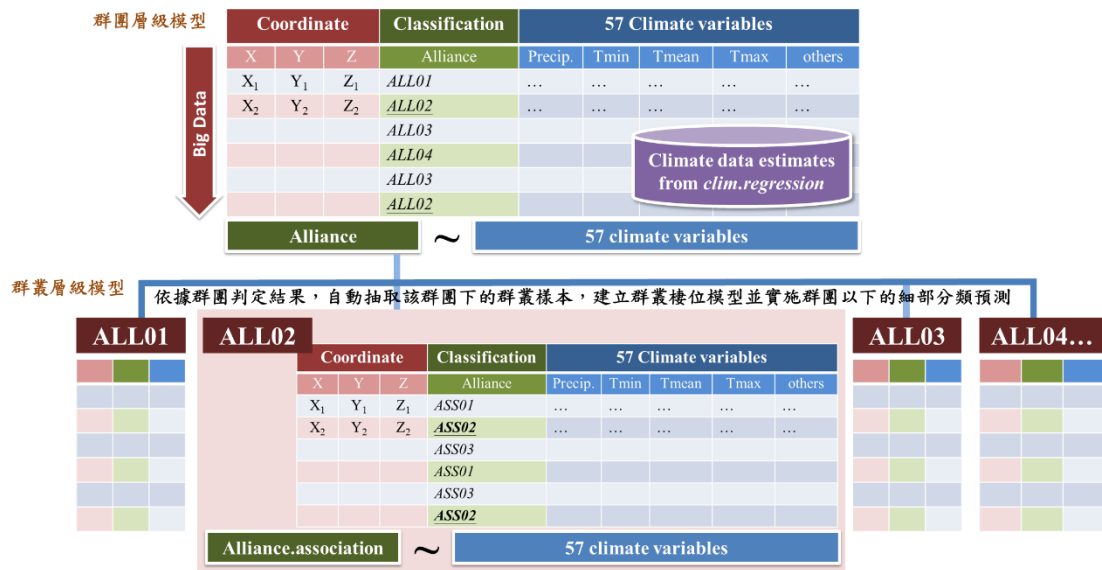 群團層級模型
Big Data
Coordinate Classification 57 Climate variables
X Y Z Alliance Precip. Tmin Tmean Tmax others
X1 Y1 Z1 ALL01 … … … … …
X2 Y2 Z2 ALL02 … … … … …
ALL03
ALL04
ALL03
ALL02
Climate data estimates
from clim.regression
Alliance ~ 57 climate variables
群叢層級模型
依據群團判定結果，自動抽取該群團下的群叢樣本，建立群叢棲位模型並實施群團以下的細部分類預測
ALL01 ALL02 ALL03 ALL04…
Coordinate Classification 57 Climate variables
X Y Z Alliance Precip. Tmin Tmean Tmax others
X1 Y1 Z1 ASS01 … … … … …
X2 Y2 Z2 ASS02 … … … … …
ASS03
ASS01
ASS03
ASS02
Alliance.association ~ 57 climate variables